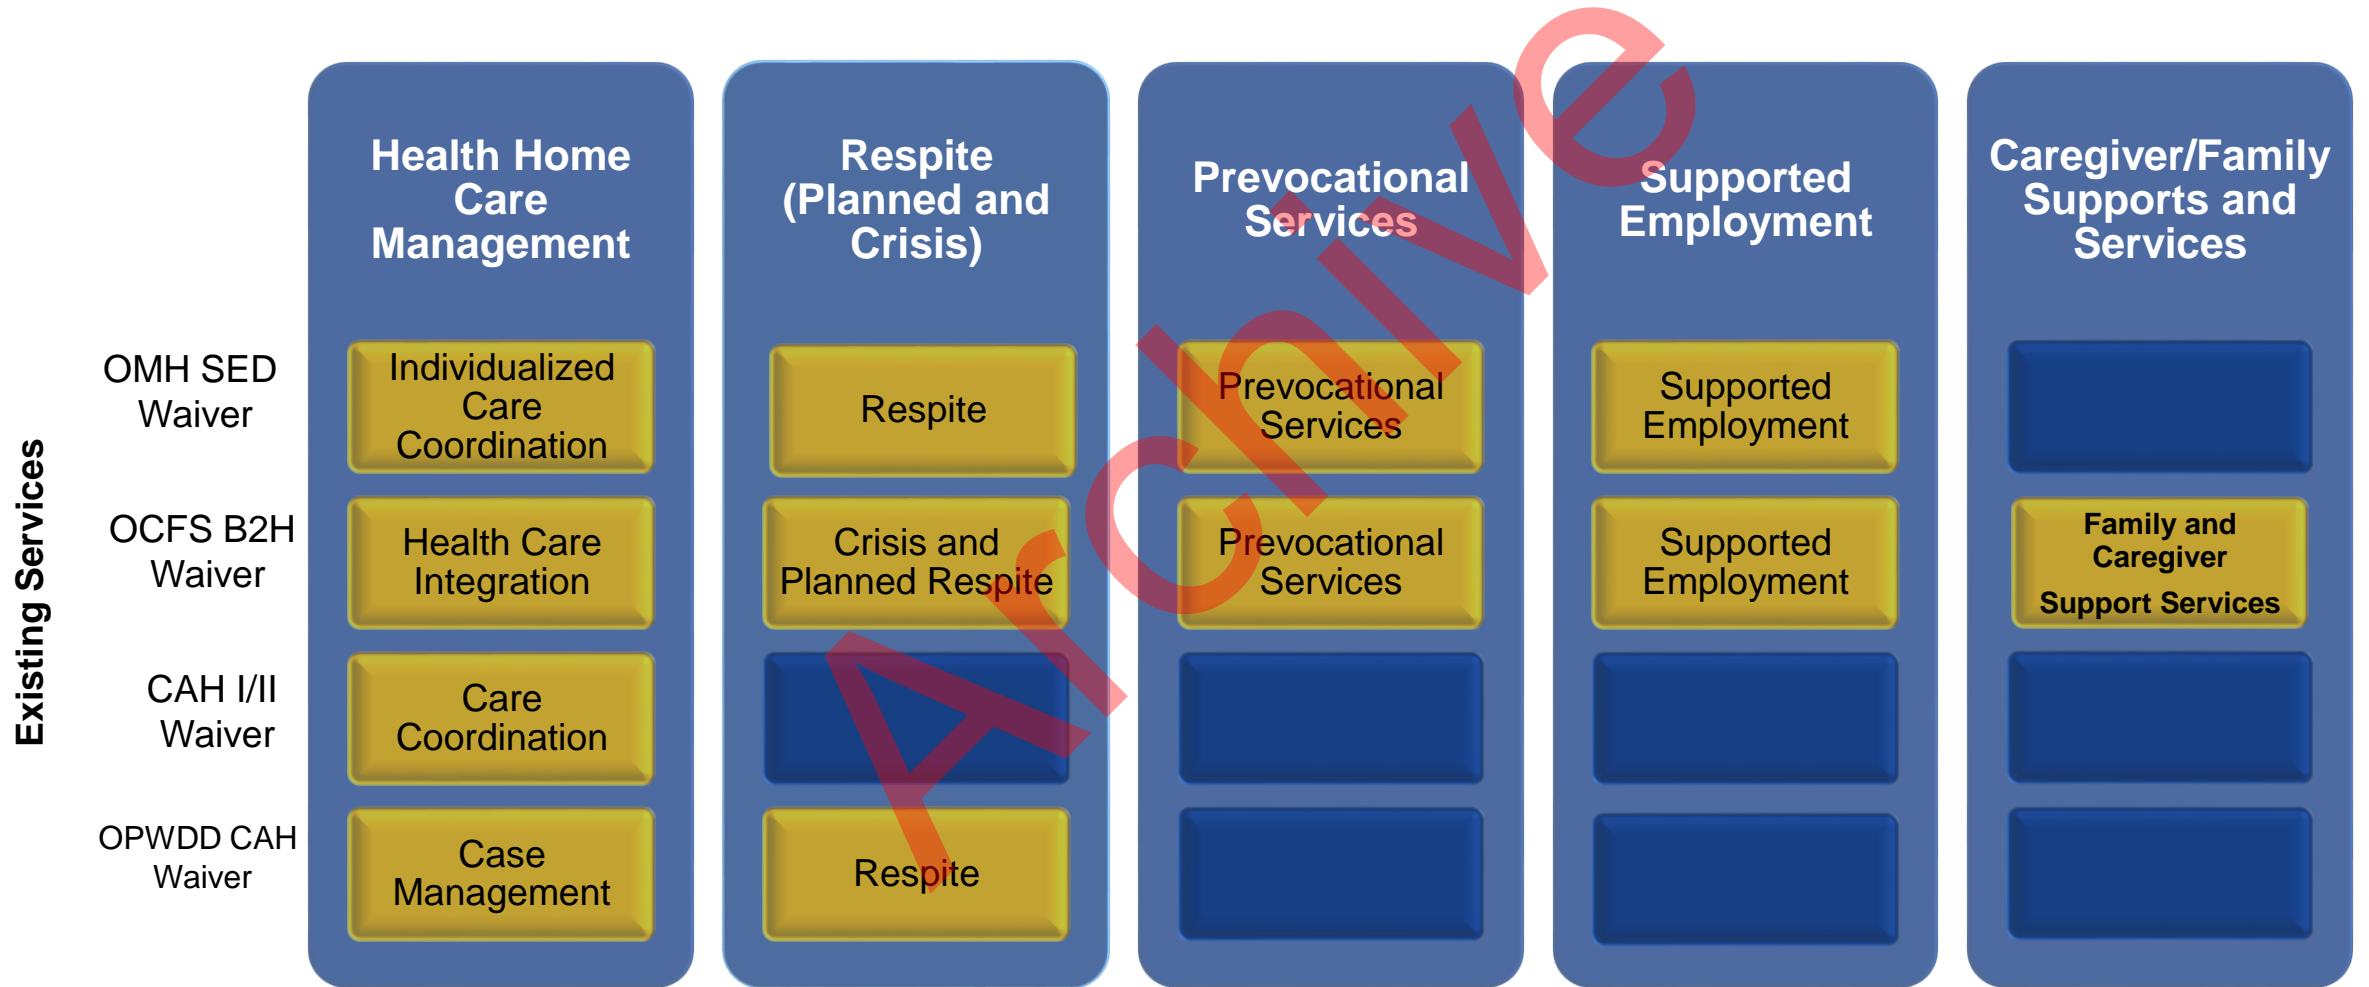 Health Home
Care
Management
Respite
(Planned and
Crisis)
Prevocational
Services
Supported
Employment
Caregiver/Family
Supports and
Services
Existing Services
OMH SED
Waiver
Individualized
Care
Coordination
Respite
Prevocational
Services
Supported
Employment
OCFS B2H
Waiver
Health Care
Integration
Crisis and
Planned Respite
Prevocational
Services
Supported
Employment
Family and
Caregiver
Support Services
CAH I/II
Waiver
Care
Coordination
OPWDD CAH
Waiver
Case
Management
Respite
Archive